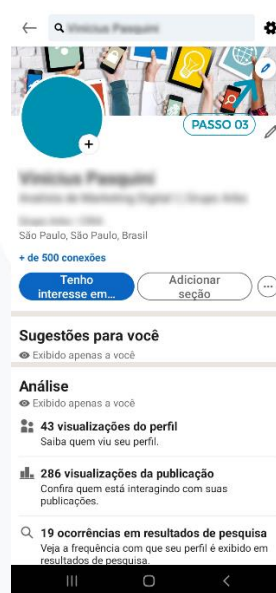 PASSO 03
São Paulo, São Paulo, Brasil
+ de 500 conexões
Tenho
interesse em...
Adicionar
seção
Sugestões para você
Exibido apenas a você
Análise
Exibido apenas a você
43 visualizações do perfil
Saiba quem viu seu perfil.
286 visualizações da publicação
Confira quem está interagindo com suas
publicações.
19 ocorrências em resultados de pesquisa
Veja a frequência com que seu perfil é exibido em
resultados de pesquisa.